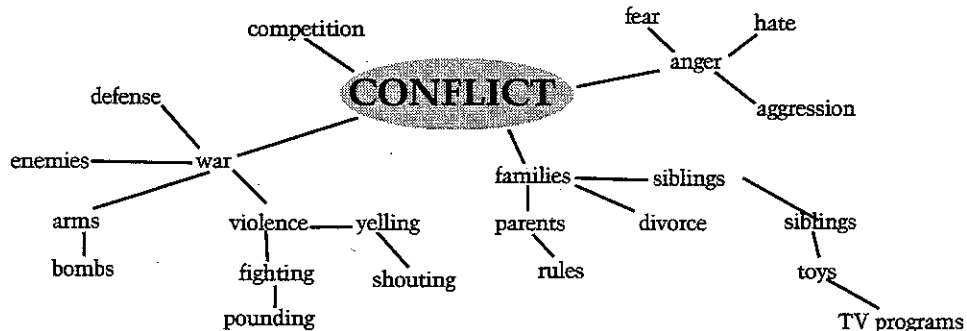 fear
hate
competition
anger
CONFLICT
defense
aggression
enemies
war
families
siblings
arms
violence
yelling
parents
divorce
siblings
bombs
fighting
shouting
rules
toys
pounding
TV programs